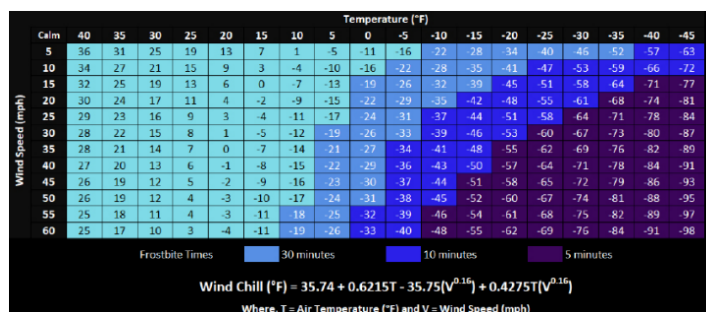 Temperature (°F)
Calm 40 35 30 25 20 15 10 5 0 -5 -10 -15 -20 -25 -30 -35 -40 -45
5 36 31 25 19 13 7 1 -5 -11 -16 -22 -28 -34 -40 -46 -52 -57 -63
10 34 27 21 15 9 3 -4 -10 -16 -22 -28 -35 -41 -47 -53 -59 -66 -72
15 32 25 19 13 6 0 -7 -13 -19 -26 -32 -39 -45 -51 -58 -64 -71 -77
20 30 24 17 11 4 -2 -9 -15 -22 -29 -35 -42 -48 -55 -61 -68 -74 -81
25 29 23 16 9 3 -4 -11 -17 -24 -31 -37 -44 -51 -58 -64 -71 -78 -84
30 28 22 15 8 1 -5 -12 -19 -26 -33 -39 -46 -53 -60 -67 -73 -80 -87
35 28 21 14 7 0 -7 -14 -21 -27 -34 -41 -48 -55 -62 -69 -76 -82 -89
40 27 20 13 6 -1 -8 -15 -22 -29 -36 -43 -50 -57 -64 -71 -78 -84 -91
45 26 19 12 5 -2 -9 -16 -23 -30 -37 -44 -51 -58 -65 -72 -79 -86 -93
50 26 19 12 4 -3 -10 -17 -24 -31 -38 -45 -52 -60 -67 -74 -81 -88 -95
55 25 18 11 4 -3 -11 -18 -25 -32 -39 -46 -54 -61 -68 -75 -82 -89 -97
60 25 17 10 3 -4 -11 -19 -26 -33 -40 -48 -55 -62 -69 -76 -84 -91 -98
Wind Speed (mph)
Frostbite Times 30 minutes 10 minutes 5 minutes
Wind Chill (°F) = 35.74 + 0.6215T - 35.75(V^0.16) + 0.4275T(V^0.16)
Where, T = Air Temperature (°F) and V = Wind Speed (mph)